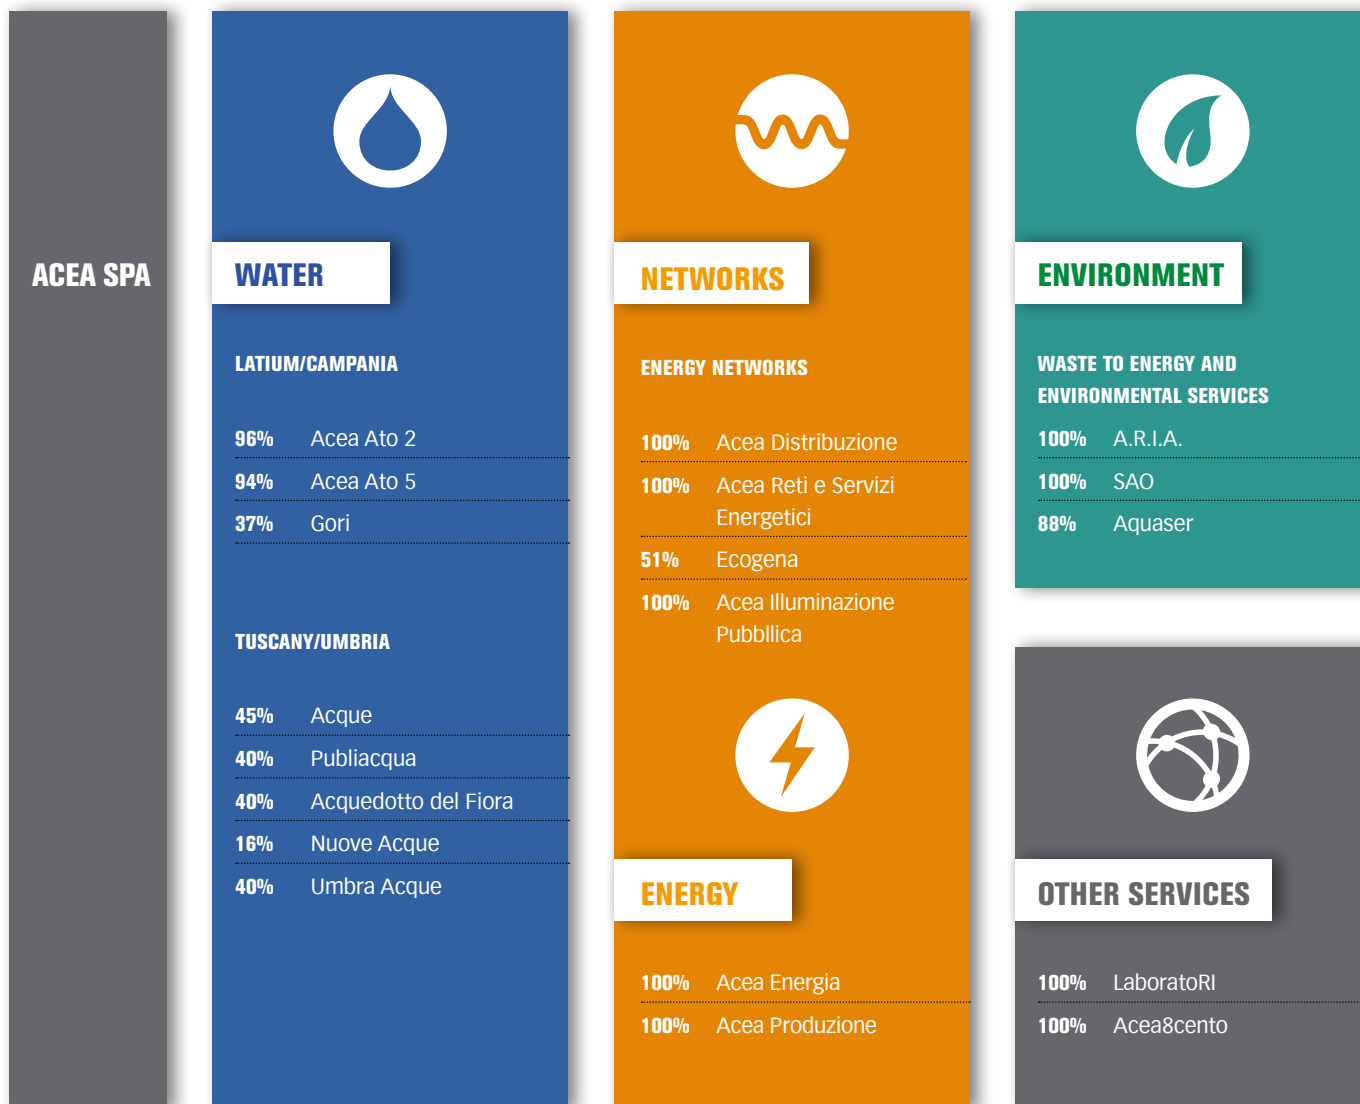 ACEA SPA
WATER
LATIUM/CAMPANIA
96% Acea Ato 2
94% Acea Ato 5
37% Gori
TUSCANY/UMBRIA
45% Acque
40% Publiacqua
40% Acquedotto del Fiora
16% Nuove Acque
40% Umbra Acque
NETWORKS
ENERGY NETWORKS
100% Acea Distribuzione
100% Acea Reti e Servizi
Energetici
51% Ecogena
100% Acea Illuminazione
Pubbllica
ENERGY
100% Acea Energia
100% Acea Produzione
ENVIRONMENT
WASTE TO ENERGY AND
ENVIRONMENTAL SERVICES
100% A.R.I.A.
100% SAO
88% Aquaser
OTHER SERVICES
100% LaboratoRI
100% Acea8cento